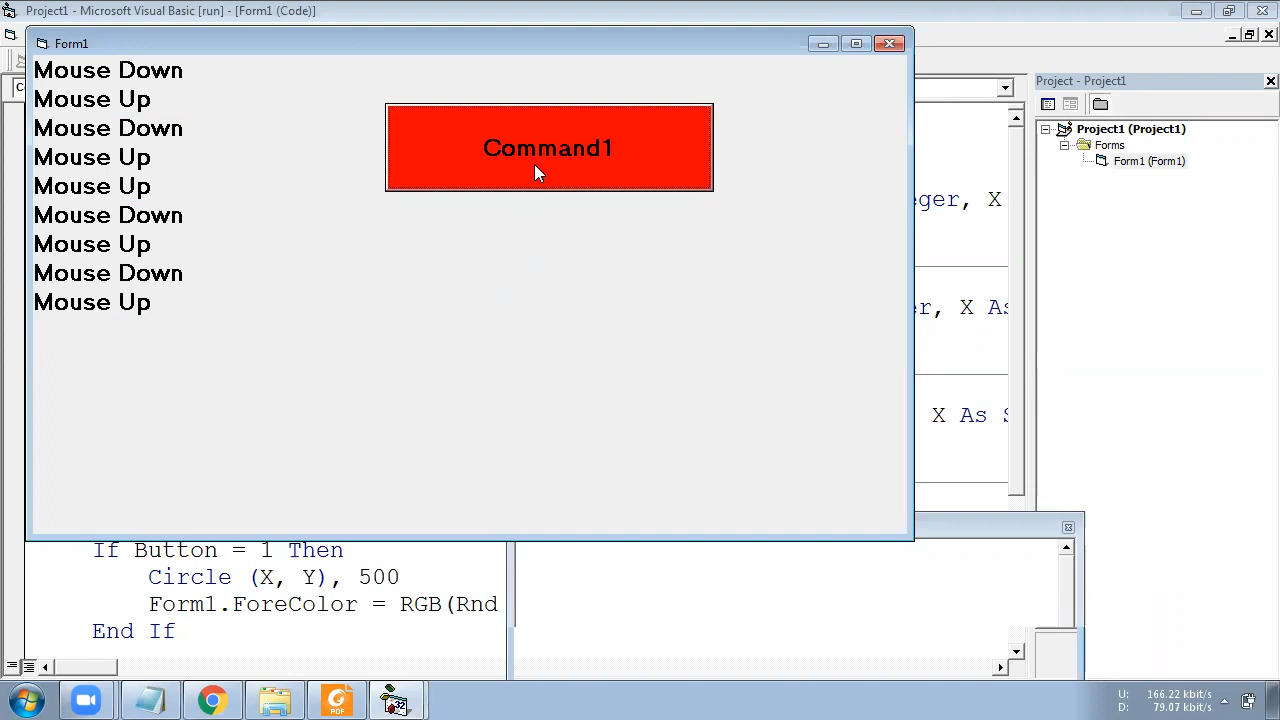 Project1 - Microsoft Visual Basic [run] - [Form1 (Code)]
Form1
Mouse Down
Mouse Up
Mouse Down
Mouse Up
Mouse Up
Mouse Down
Mouse Up
Mouse Down
Mouse Up
Command1
Project - Project1
Project1 (Project1)
Forms
Form1 (Form1)
eger, X
er, X As
, X As S
If Button = 1 Then
Circle (X, Y), 500
Form1.ForeColor = RGB(Rnd
End If
PDF
32
U: 166.22 kbit/s
D: 79.07 kbit/s